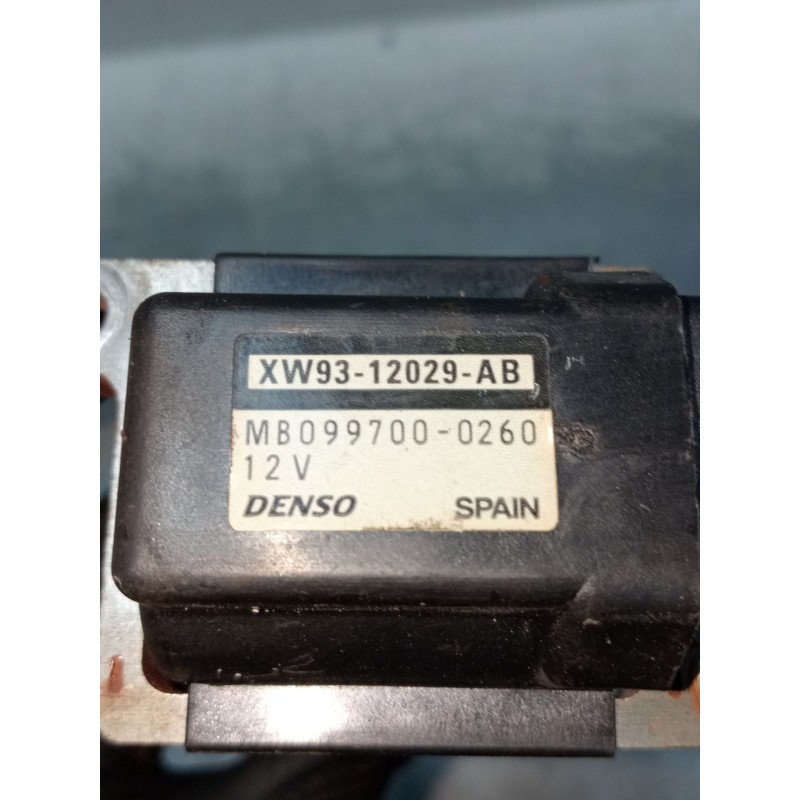 XW93-12029-AB
MB099700-0260
12V
DENSO SPAIN